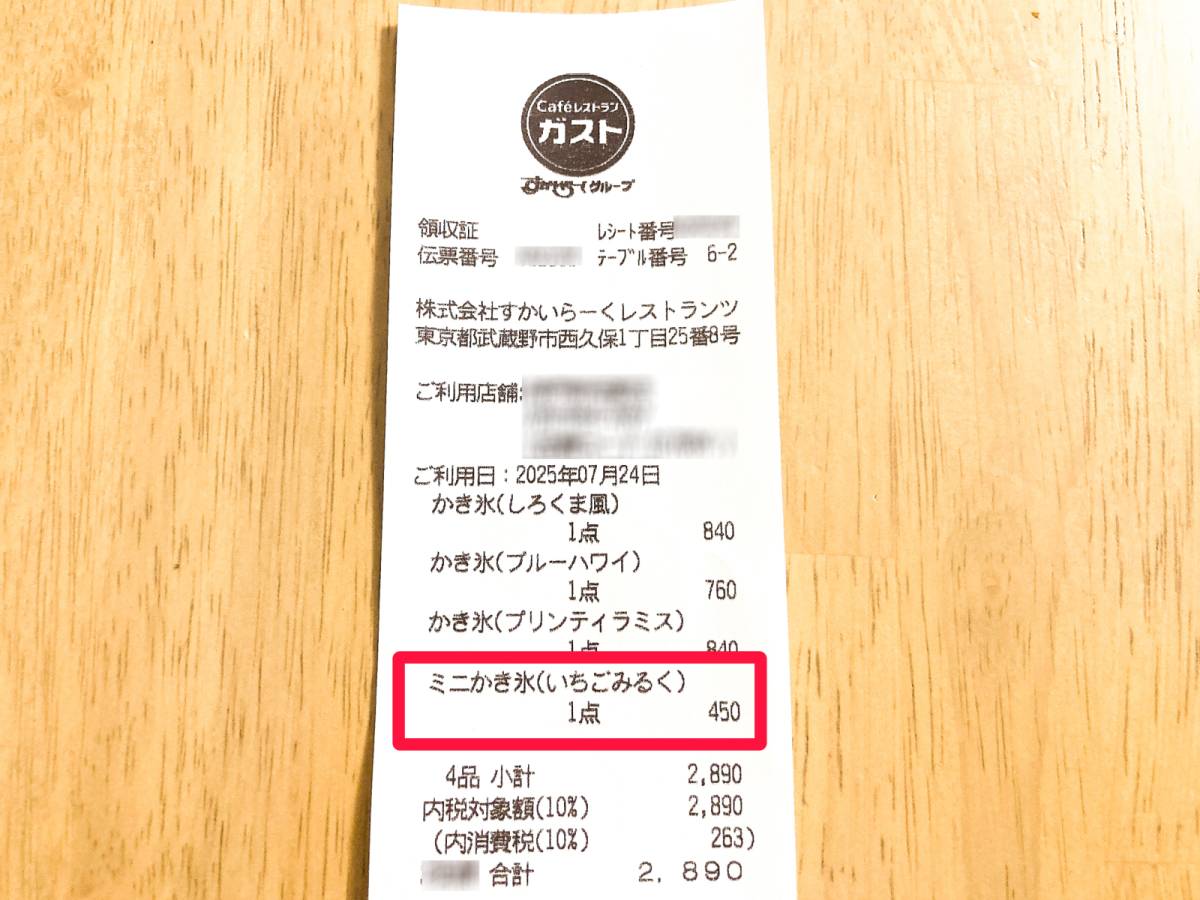 Caféレストラン
ガスト
すかいらーくグループ
領収証 レシート番号
伝票番号 テーブル番号 6-2
株式会社すかいらーくレストランツ
東京都武蔵野市西久保1丁目25番8号
ご利用店舗:
ご利用日:2025年07月24日
かき氷(しろくま風)
1点 840
かき氷(ブルーハワイ)
1点 760
かき氷(プリンティラミス)
1点 840
ミニかき氷(いちごみるく)
1点 450
4品 小計 2,890
内税対象額(10%) 2,890
(内消費税(10%) 263)
合計 2,890